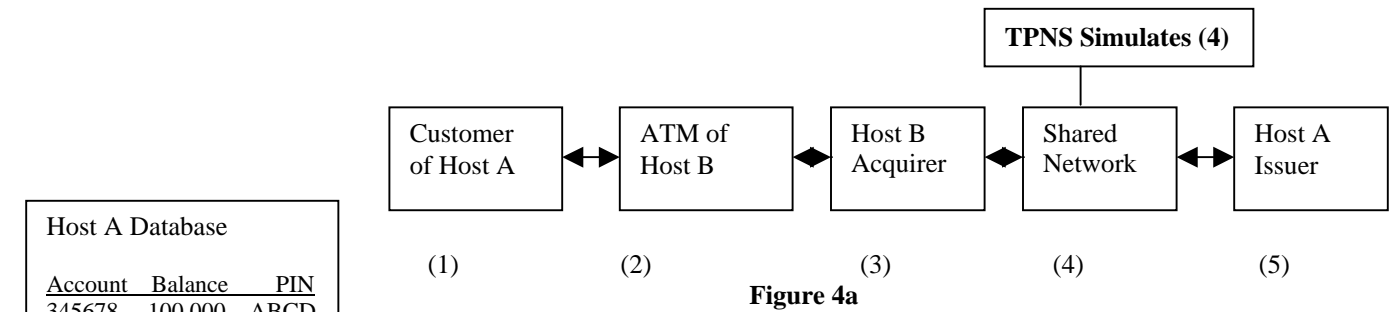 TPNS Simulates (4)
Customer
of Host A
ATM of
Host B
Host B
Acquirer
Shared
Network
Host A
Issuer
(1) (2) (3) (4) (5)
Figure 4a
Host A Database
Account Balance PIN
345678 100,000 ABCD